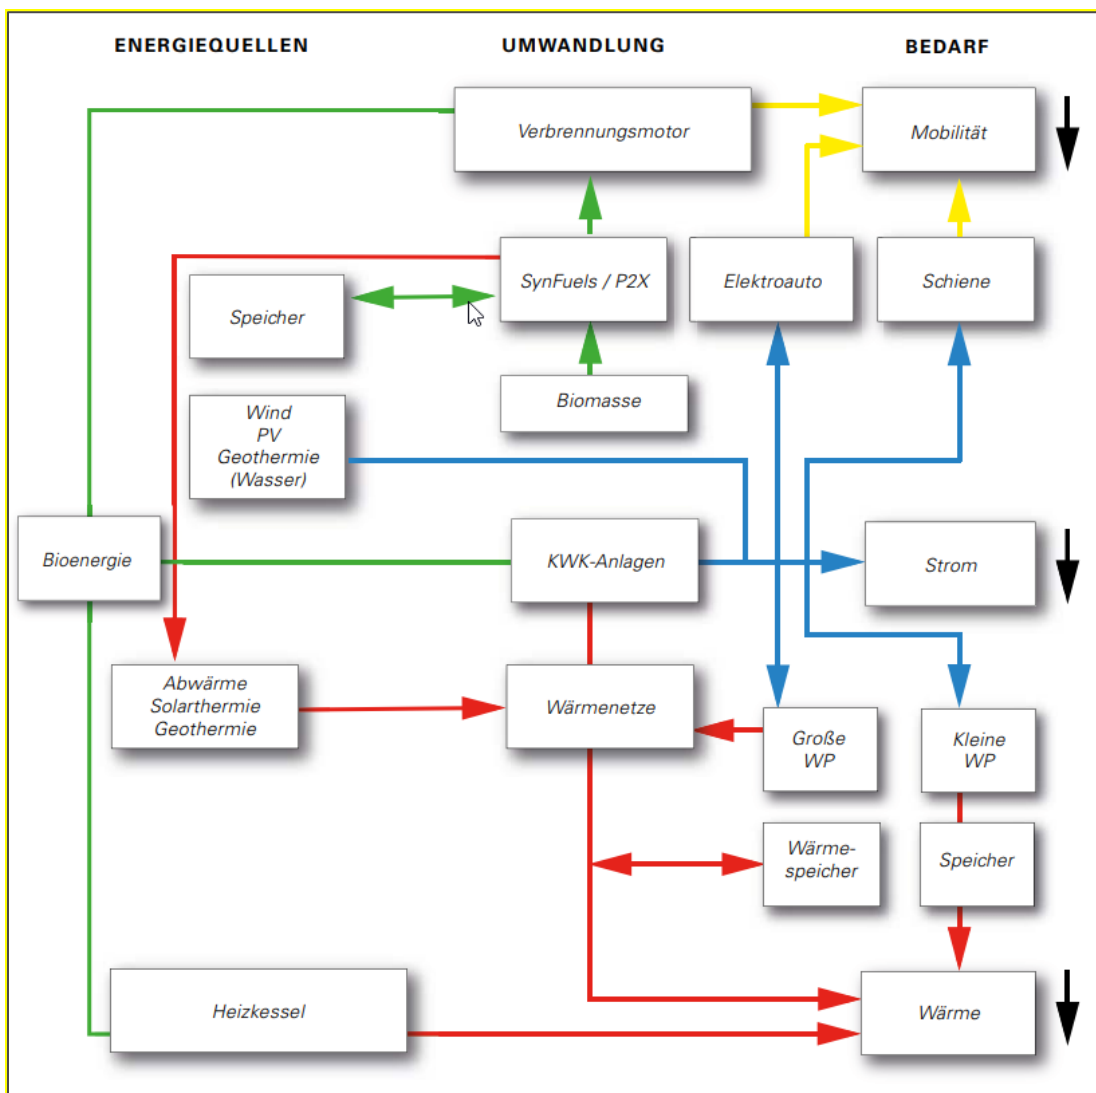 ENERGIEQUELLEN
UMWANDLUNG
BEDARF
Verbrennungsmotor
Mobilität
SynFuels / P2X
Elektroauto
Schiene
Speicher
Biomasse
Wind
PV
Geothermie
(Wasser)
Bioenergie
KWK-Anlagen
Strom
Abwärme
Solarthermie
Geothermie
Wärmenetze
Große
WP
Kleine
WP
Wärme-
speicher
Speicher
Heizkessel
Wärme